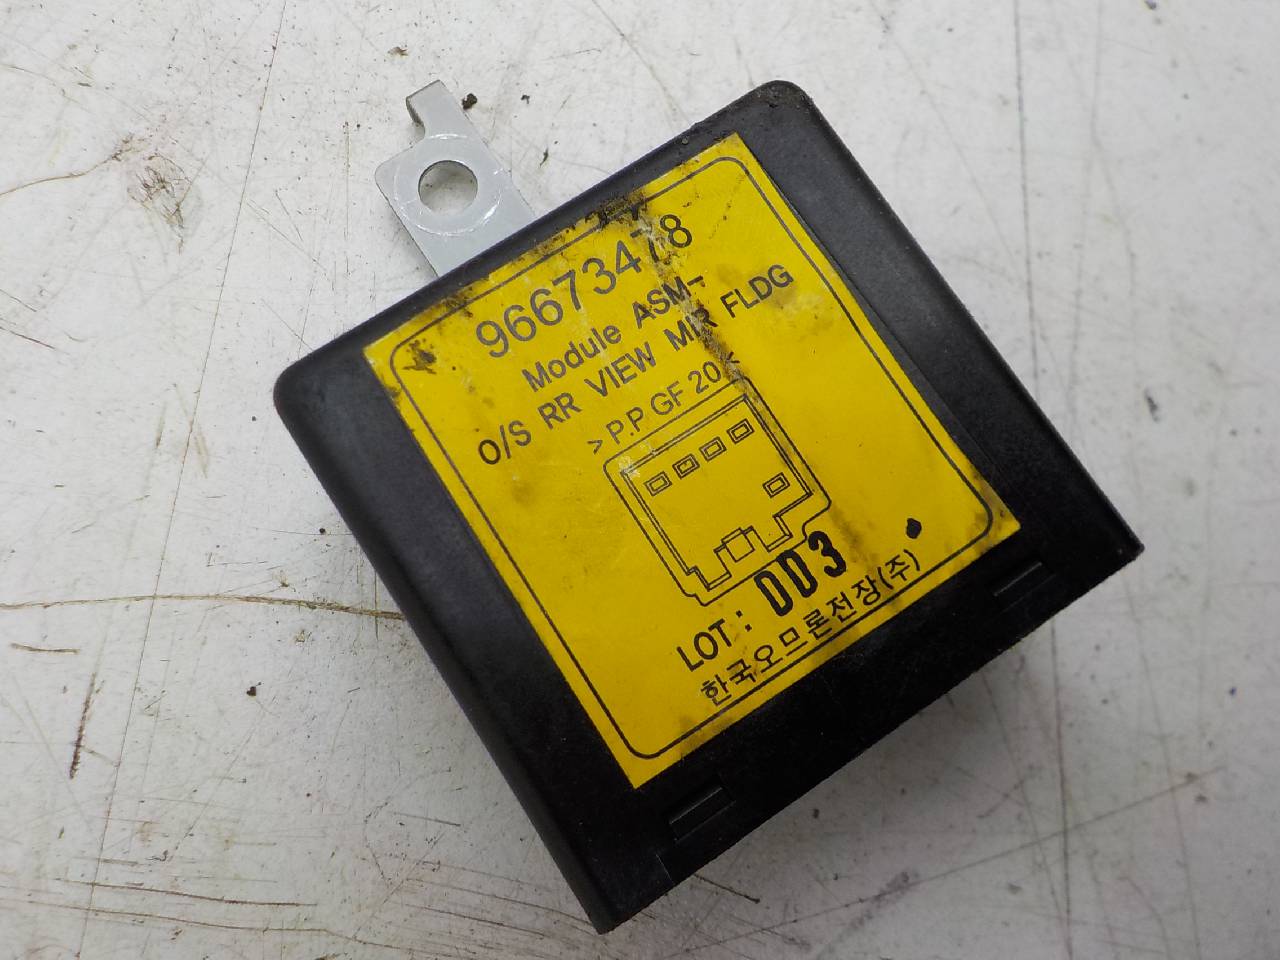 96673478
Module ASM-
O/S RR VIEW MIR FLDG
> P.P GF 20 <
LOT: DD3
한국오므론전장(주)